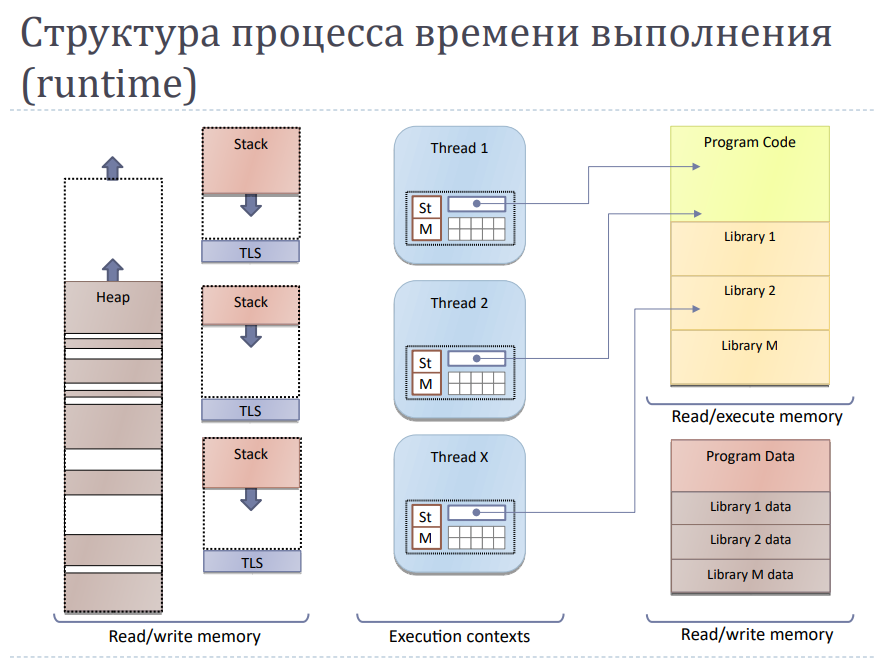 Структура процесса времени выполнения
(runtime)
Heap
Stack
TLS
Stack
TLS
Stack
TLS
Read/write memory
Thread 1
St
M
Thread 2
St
M
Thread X
St
M
Execution contexts
Program Code
Library 1
Library 2
Library M
Read/execute memory
Program Data
Library 1 data
Library 2 data
Library M data
Read/write memory